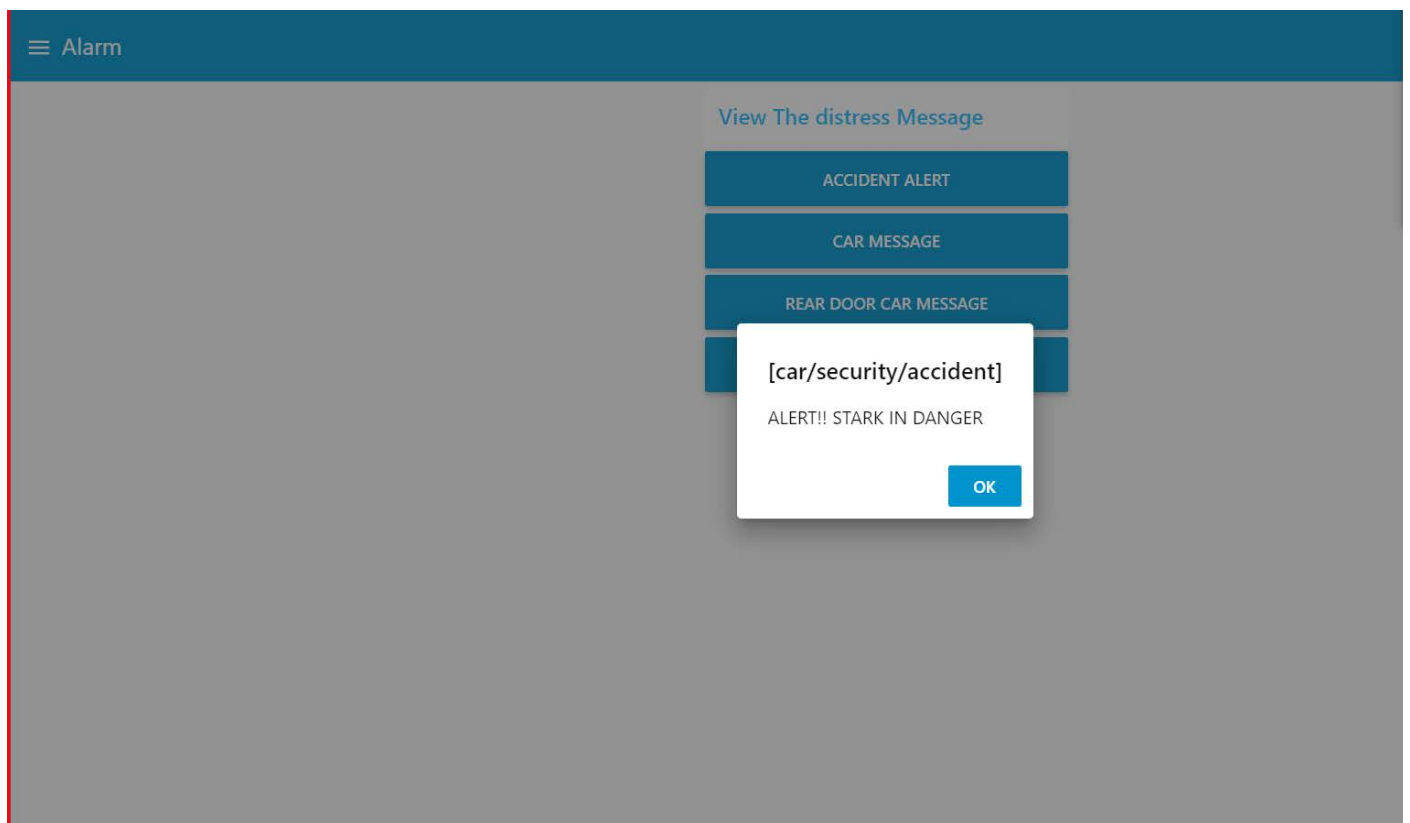 Alarm
View The distress Message
ACCIDENT ALERT
CAR MESSAGE
REAR DOOR CAR MESSAGE
[car/security/accident]
ALERT!! STARK IN DANGER
OK